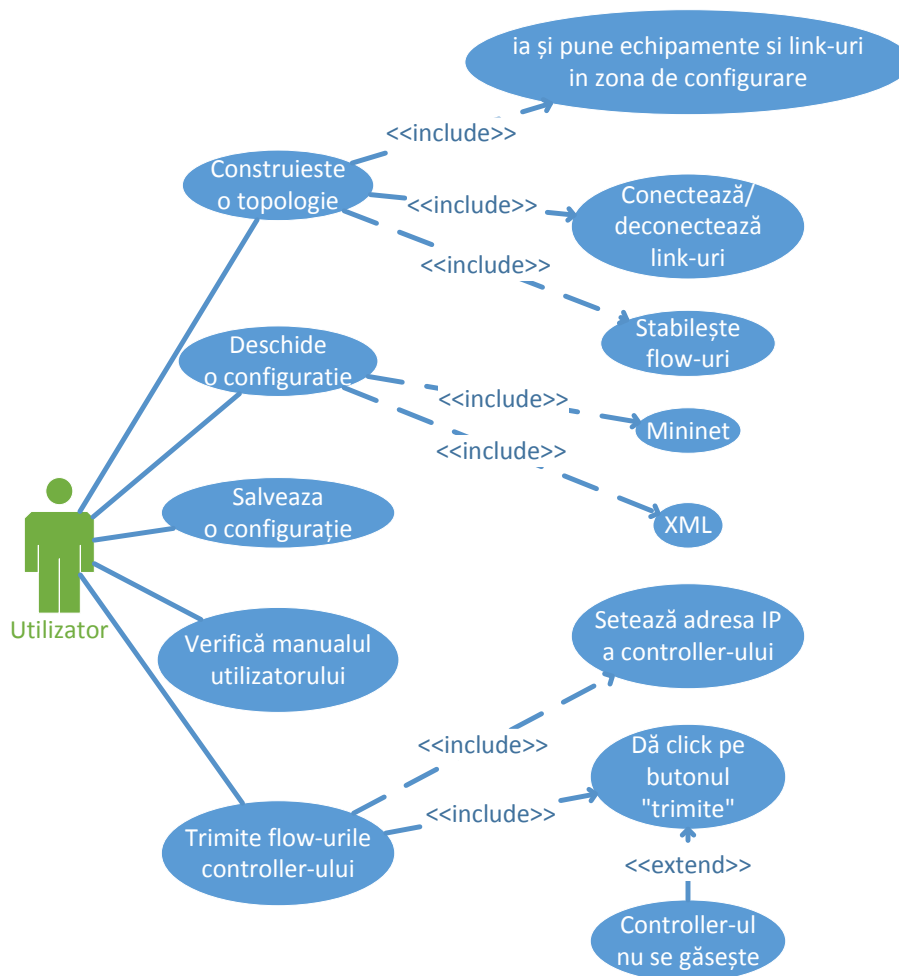 ia și pune echipamente si link-uri
in zona de configurare
<<include>>
Construieste
o topologie
<<include>>
Conectează/
deconectează
link-uri
<<include>>
Stabilește
flow-uri
Deschide
o configuratie
<<include>>
Mininet
<<include>>
XML
Salveaza
o configurație
Utilizator
Setează adresa IP
a controller-ului
Verifică manualul
utilizatorului
<<include>>
Dă click pe
butonul
"trimite"
<<include>>
Trimite flow-urile
controller-ului
<<extend>>
Controller-ul
nu se găsește